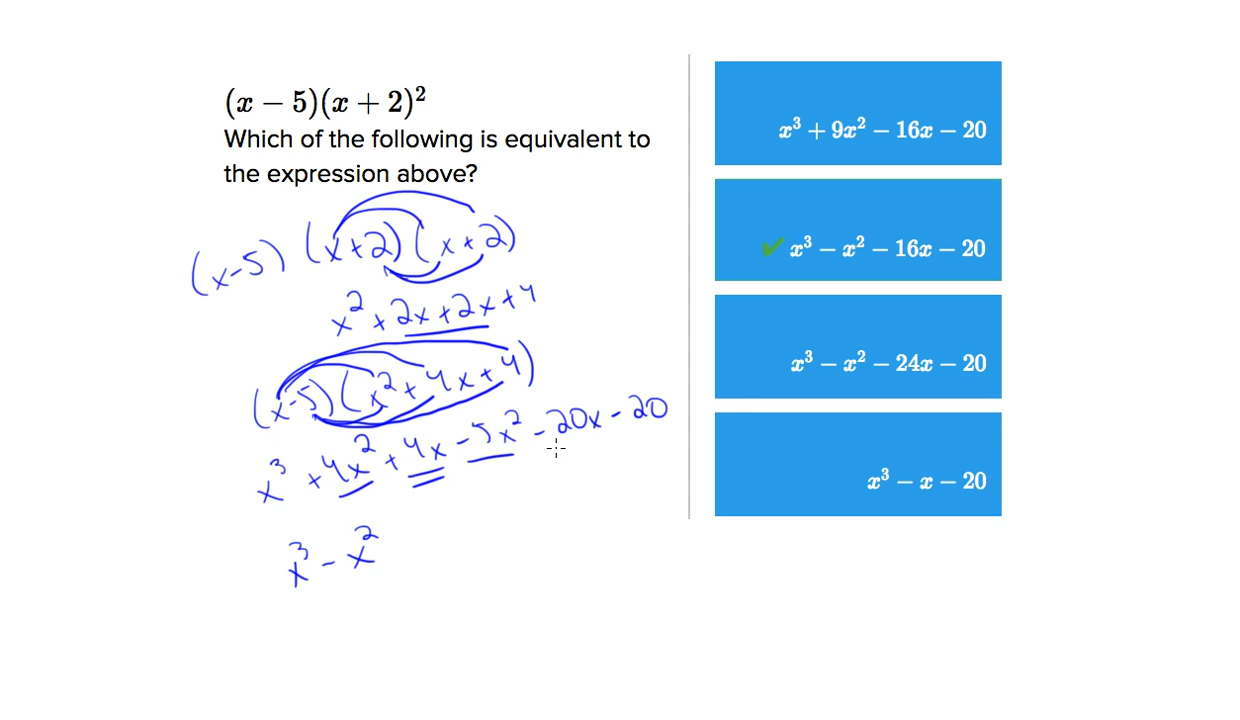 (x − 5)(x + 2)²
Which of the following is equivalent to
the expression above?
(x-5) (x+2)(x+2)
x² + 2x + 2x + 4
(x-5)(x² + 4x + 4)
x³ + 4x² + 4x - 5x² - 20x - 20
x³ - x²
x³ + 9x² − 16x − 20
✔ x³ − x² − 16x − 20
x³ − x² − 24x − 20
x³ − x − 20